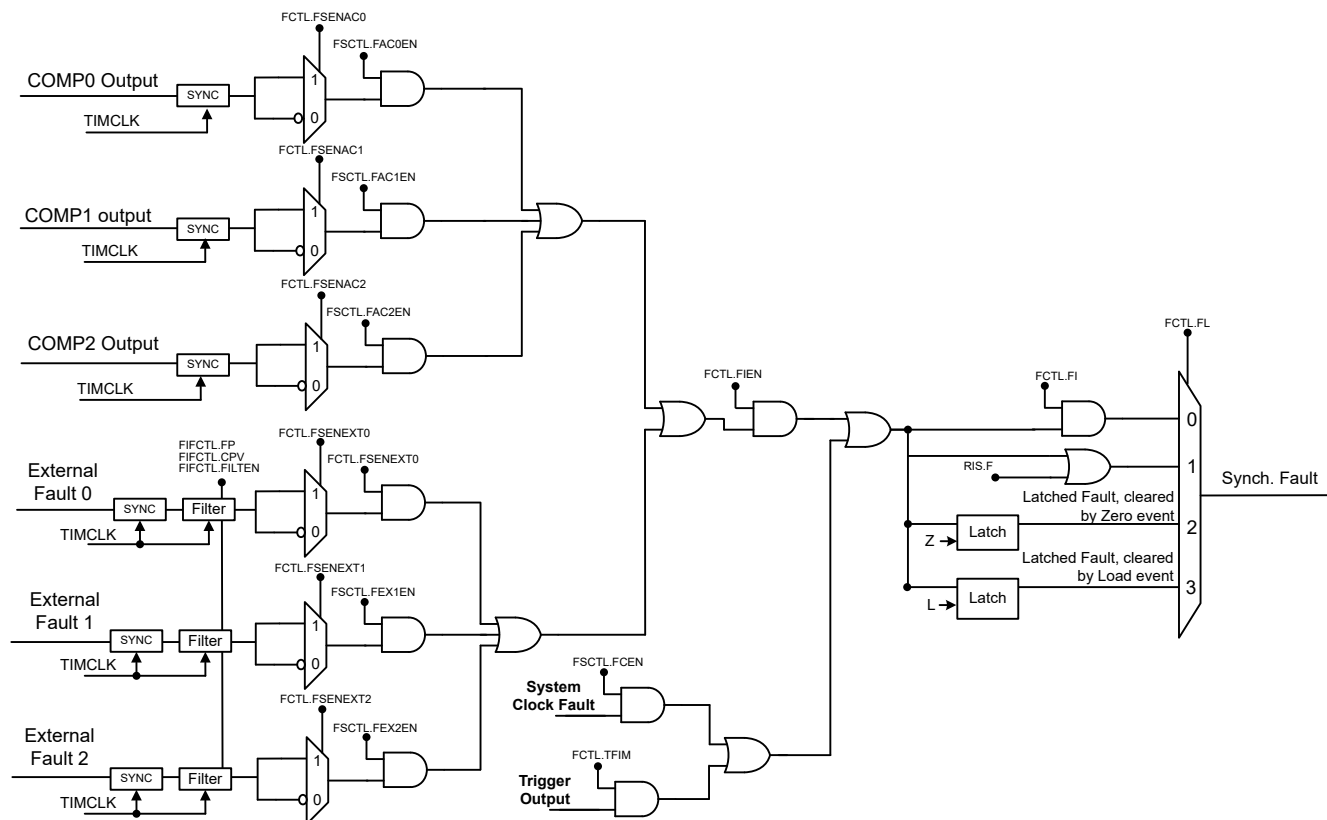 FCTL.FSENAC0
FSCTL.FAC0EN
COMP0 Output
SYNC
TIMCLK
1
0
FCTL.FSENAC1
FSCTL.FAC1EN
COMP1 output
SYNC
TIMCLK
1
0
FCTL.FSENAC2
FSCTL.FAC2EN
COMP2 Output
SYNC
TIMCLK
1
0
FIFCTL.FP
FIFCTL.CPV
FIFCTL.FILTEN
FCTL.FSENEXT0
FCTL.FSENEXT0
External
Fault 0
SYNC
Filter
TIMCLK
1
0
FCTL.FSENEXT1
FSCTL.FEX1EN
External
Fault 1
SYNC
Filter
TIMCLK
1
0
FCTL.FSENEXT2
FSCTL.FEX2EN
External
Fault 2
SYNC
Filter
TIMCLK
1
0
FCTL.FIEN
FSCTL.FCEN
System
Clock Fault
FCTL.TFIM
Trigger
Output
FCTL.FL
FCTL.FI
0
RIS.F
1
Latched Fault, cleared
by Zero event
Z
Latch
2
Latched Fault, cleared
by Load event
L
Latch
3
Synch. Fault